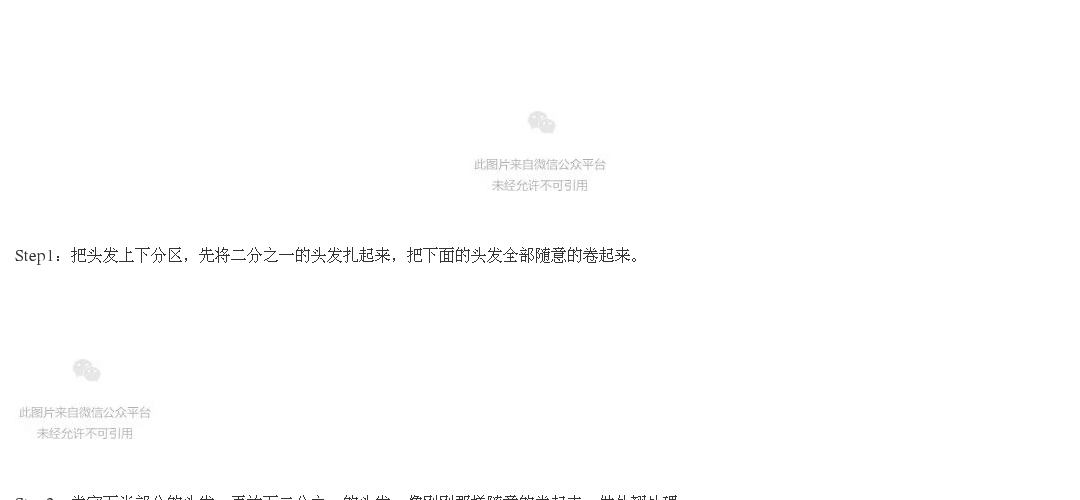 此图片来自微信公众平台
未经允许不可引用
Step1：把头发上下分区，先将二分之一的头发扎起来，把下面的头发全部随意的卷起来。
此图片来自微信公众平台
未经允许不可引用